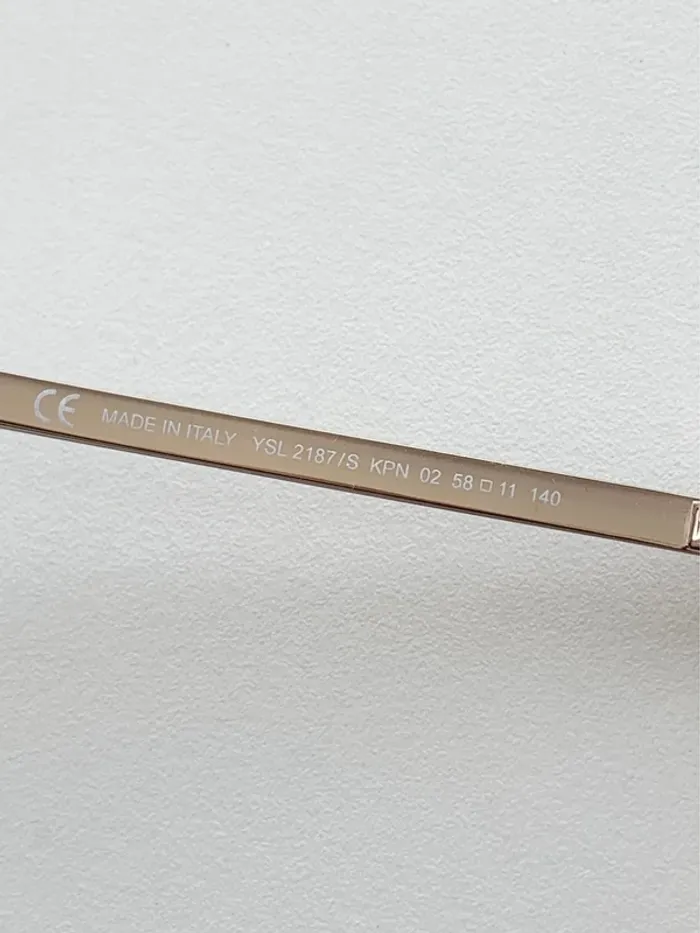 CE MADE IN ITALY YSL 2187/S KPN 02 58□11 140